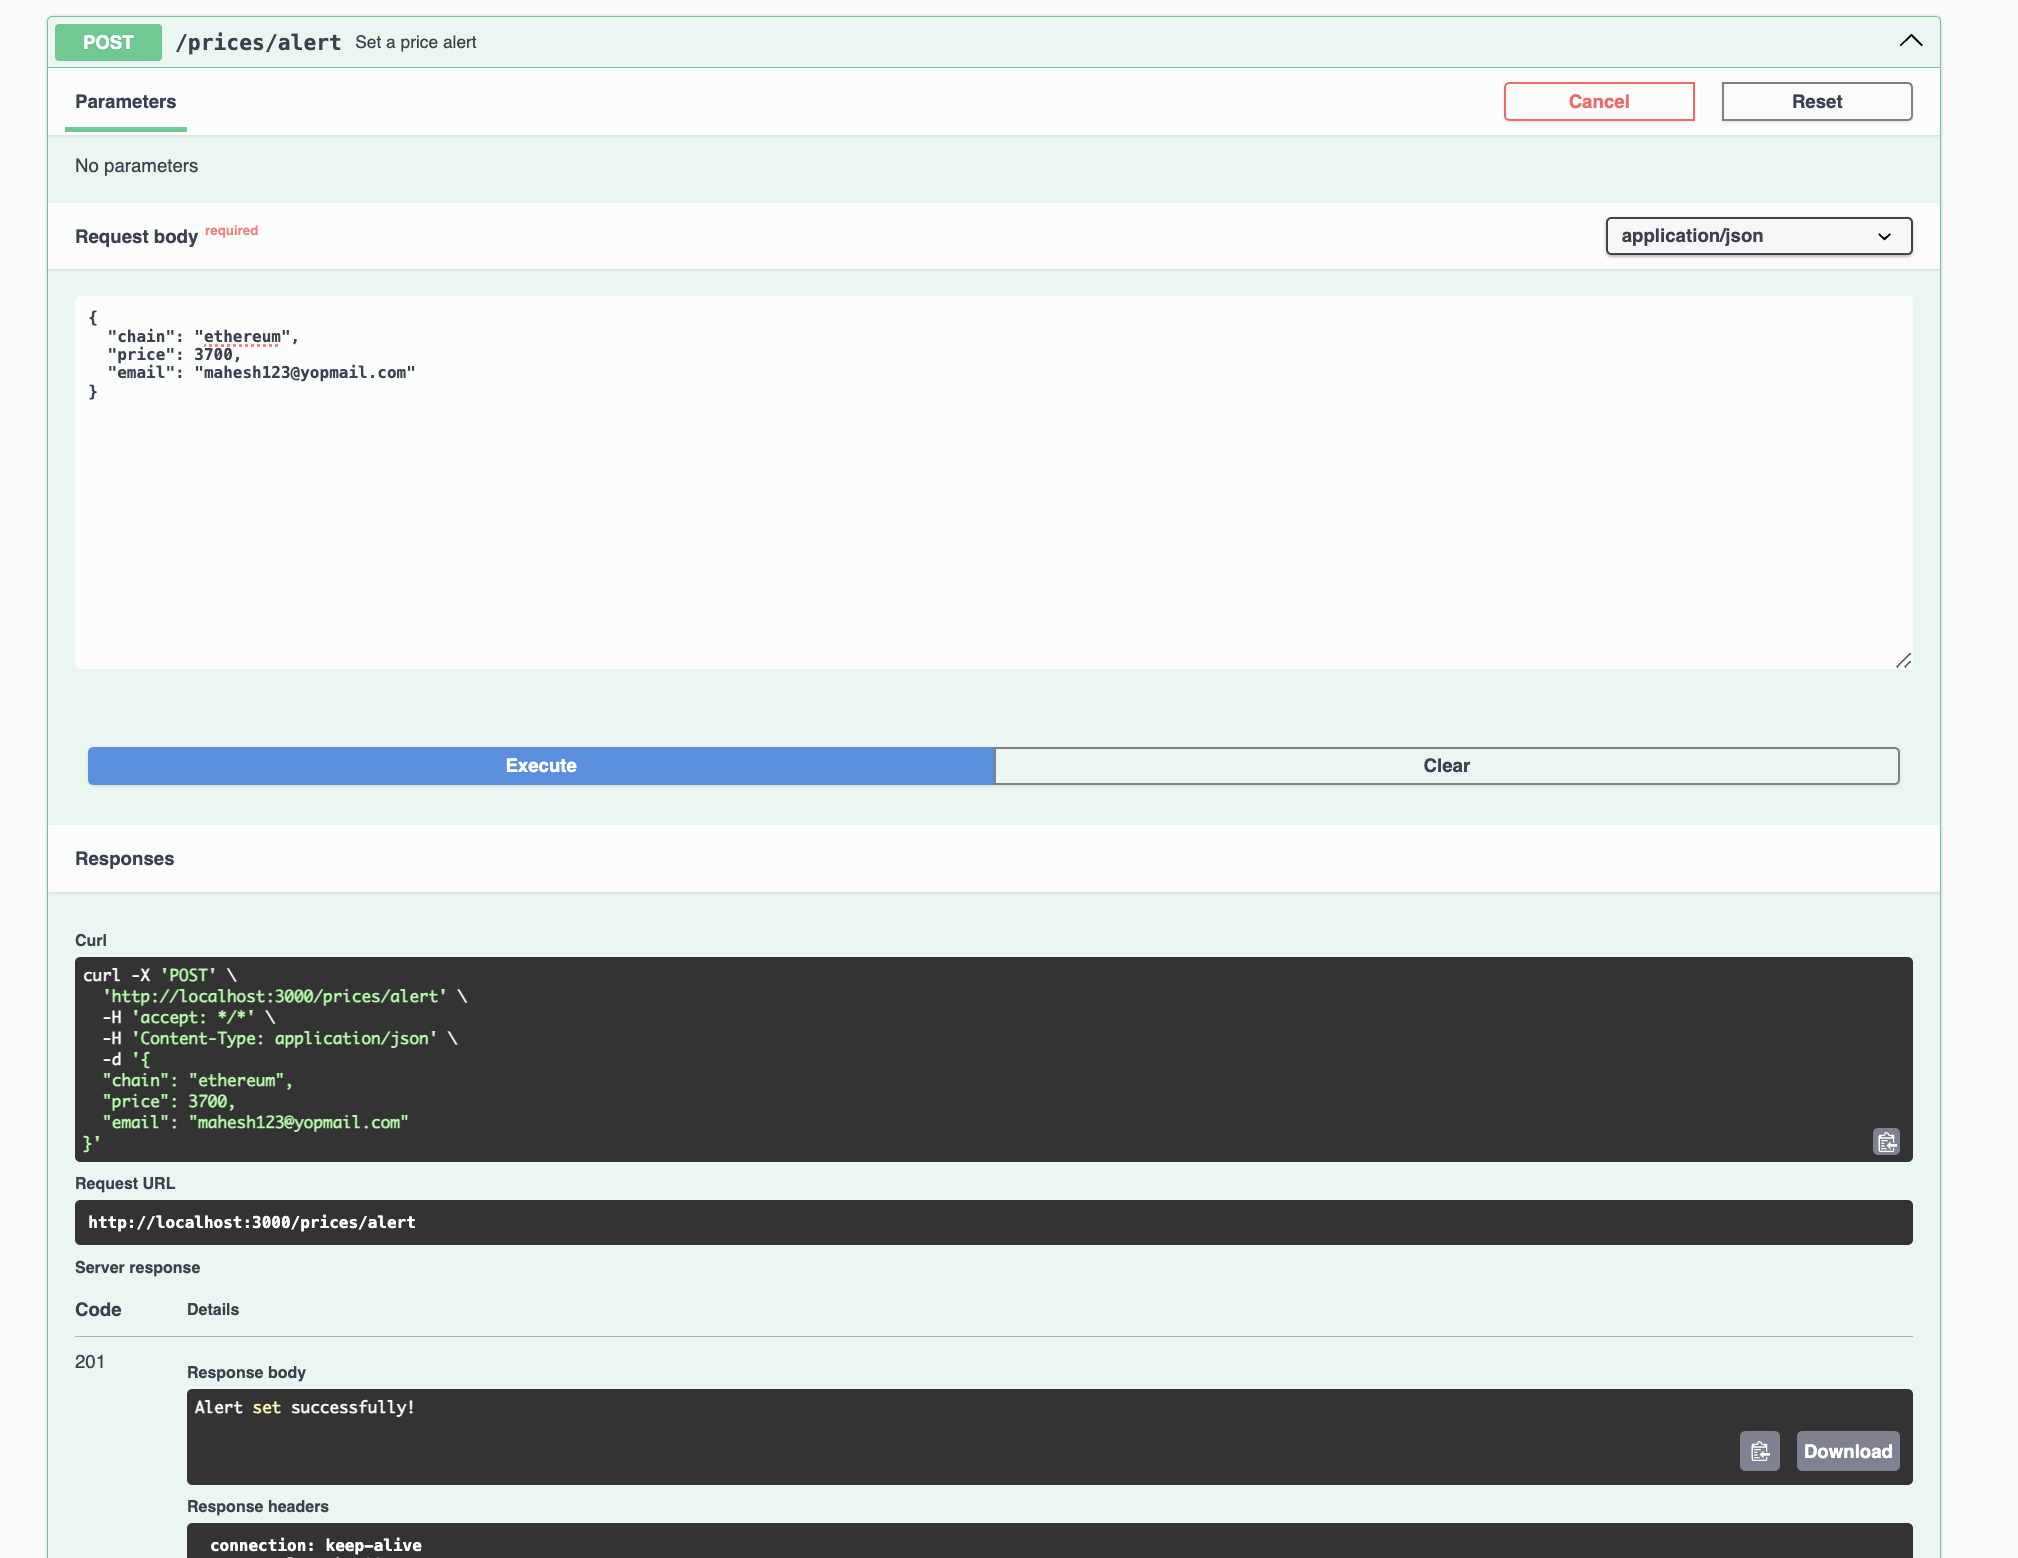 POST /prices/alert Set a price alert
Parameters
Cancel
Reset
No parameters
Request body required
application/json
{
  "chain": "ethereum",
  "price": 3700,
  "email": "mahesh123@yopmail.com"
}
Execute
Clear
Responses
Curl
curl -X 'POST' \
  'http://localhost:3000/prices/alert' \
  -H 'accept: */*' \
  -H 'Content-Type: application/json' \
  -d '{
  "chain": "ethereum",
  "price": 3700,
  "email": "mahesh123@yopmail.com"
}'
Request URL
http://localhost:3000/prices/alert
Server response
Code Details
201
Response body
Alert set successfully!
Download
Response headers
connection: keep-alive